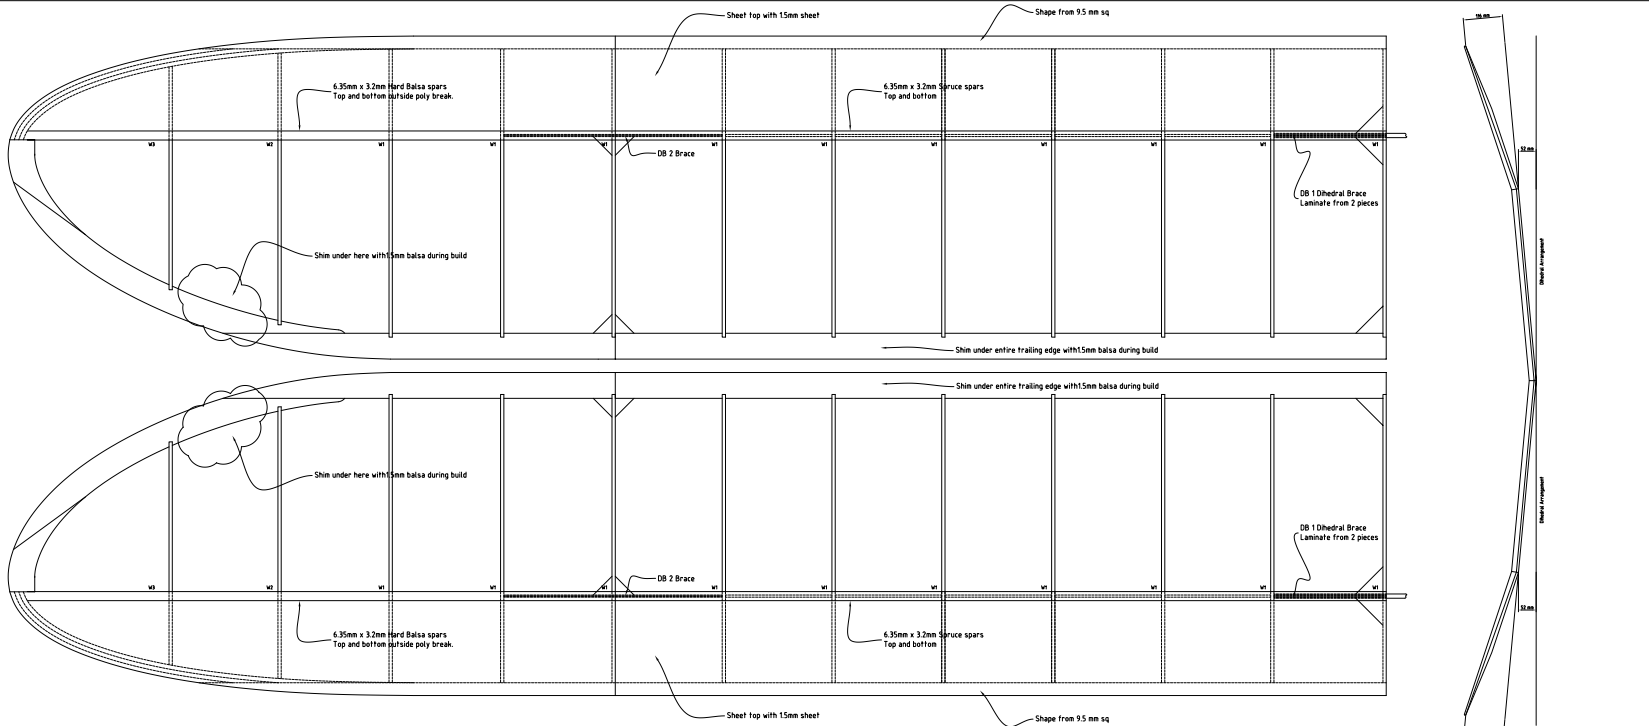 Sheet top with 1.5mm sheet
Shape from 9.5 mm sq
116 mm
6.35mm x 3.2mm Hard Balsa spars
Top and bottom outside poly break.
6.35mm x 3.2mm Spruce spars
Top and bottom
W3
W2
W1
W1
W1
W1
W1
W1
W1
W1
W1
W1
DB 2 Brace
52 mm
DB 1 Dihedral Brace
Laminate from 2 pieces
Shim under here with1.5mm balsa during build
Dihedral Arrangement
Shim under entire trailing edge with1.5mm balsa during build
Shim under entire trailing edge with1.5mm balsa during build
Shim under here with1.5mm balsa during build
Dihedral Arrangement
DB 1 Dihedral Brace
Laminate from 2 pieces
DB 2 Brace
W3
W2
W1
W1
W1
W1
W1
W1
W1
W1
W1
W1
52 mm
6.35mm x 3.2mm Hard Balsa spars
Top and bottom outside poly break.
6.35mm x 3.2mm Spruce spars
Top and bottom
Sheet top with 1.5mm sheet
Shape from 9.5 mm sq